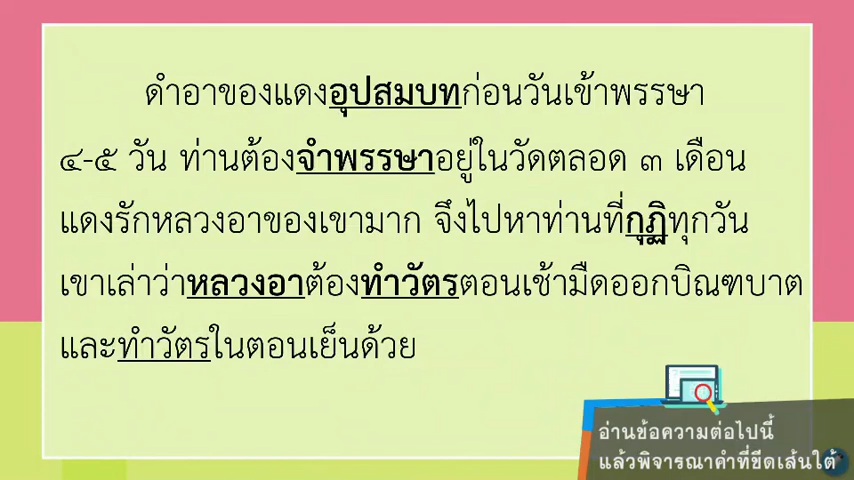 ดำอาของแดงอุปสมบทก่อนวันเข้าพรรษา
๔-๕ วัน ท่านต้องจำพรรษาอยู่ในวัดตลอด ๓ เดือน
แดงรักหลวงอาของเขามาก จึงไปหาท่านที่กุฏิทุกวัน
เขาเล่าว่าหลวงอาต้องทำวัตรตอนเช้ามืดออกบิณฑบาต
และทำวัตรในตอนเย็นด้วย
อ่านข้อความต่อไปนี้
แล้วพิจารณาคำที่ขีดเส้นใต้